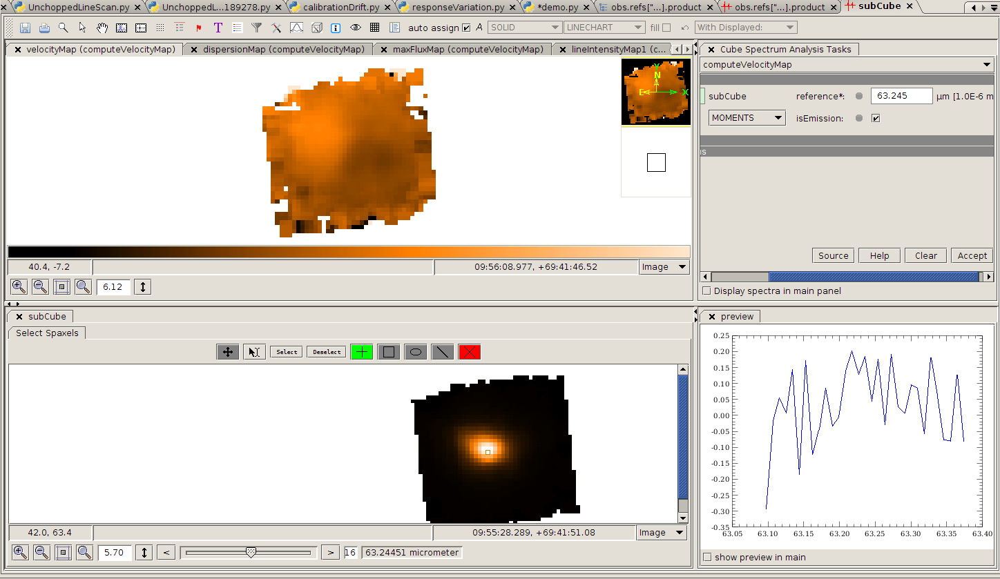 UnchoppedLineScan.py UnchoppedL...189278.py calibrationDrift.py responseVariation.py *demo.py obs.refs["...].product obs.refs["...].product subCube
T auto assign A SOLID LINECHART fill With Displayed:
velocityMap (computeVelocityMap) dispersionMap (computeVelocityMap) maxFluxMap (computeVelocityMap) lineIntensityMap1 (c...
Cube Spectrum Analysis Tasks
computeVelocityMap
Y
N
E X
subCube reference*: 63.245 µm [1.0E-6 m
MOMENTS isEmission:
is
Source Help Clear Accept
40.4, -7.2 09:56:08.977, +69:41:46.52 Image
6.12
Display spectra in main panel
subCube
Select Spaxels
Select Deselect
42.0, 63.4 09:55:28.289, +69:41:51.08 Image
5.70 < > 16 63.24451 micrometer
preview
0.25
0.20
0.15
0.10
0.05
0.00
-0.05
-0.10
-0.15
-0.20
-0.25
-0.30
-0.35
63.05 63.10 63.15 63.20 63.25 63.30 63.35 63.40
show preview in main